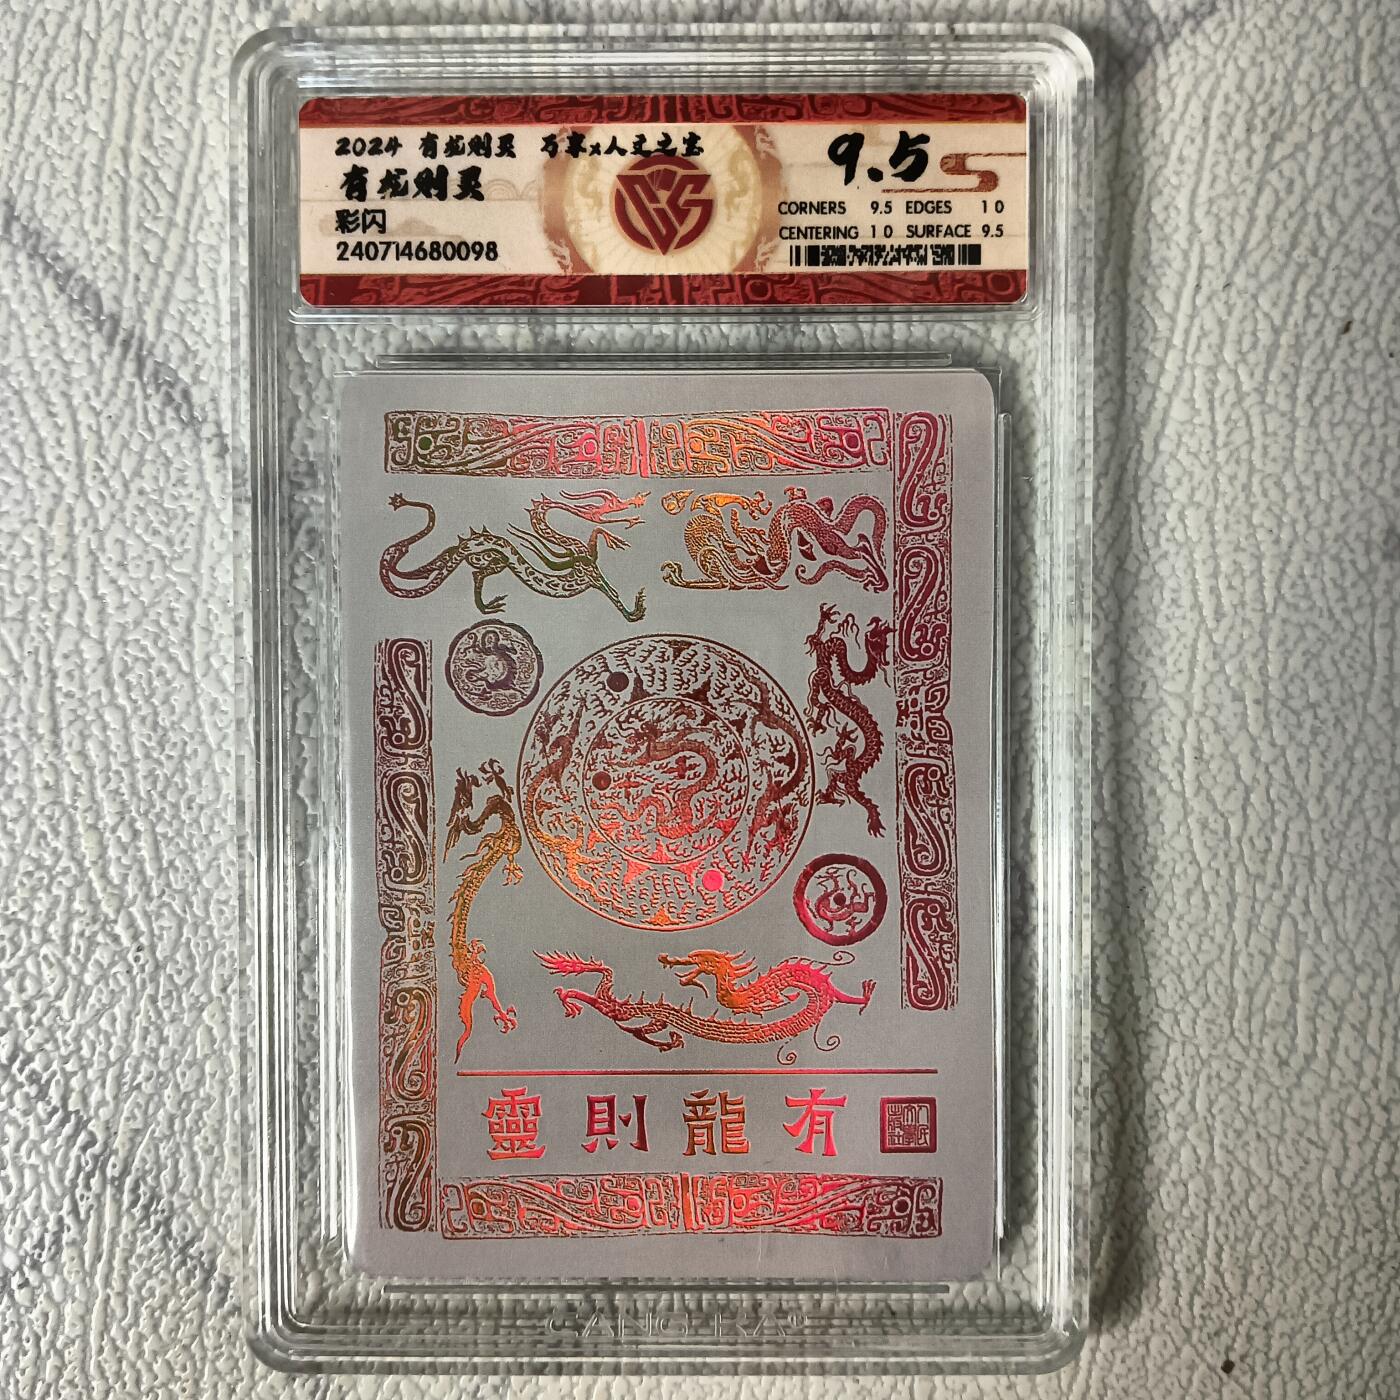 2024 有龙则灵 万享x人文之宝
有龙则灵
彩闪
240714680098
9.5
CORNERS 9.5 EDGES 10
CENTERING 10 SURFACE 9.5
靈則龍有